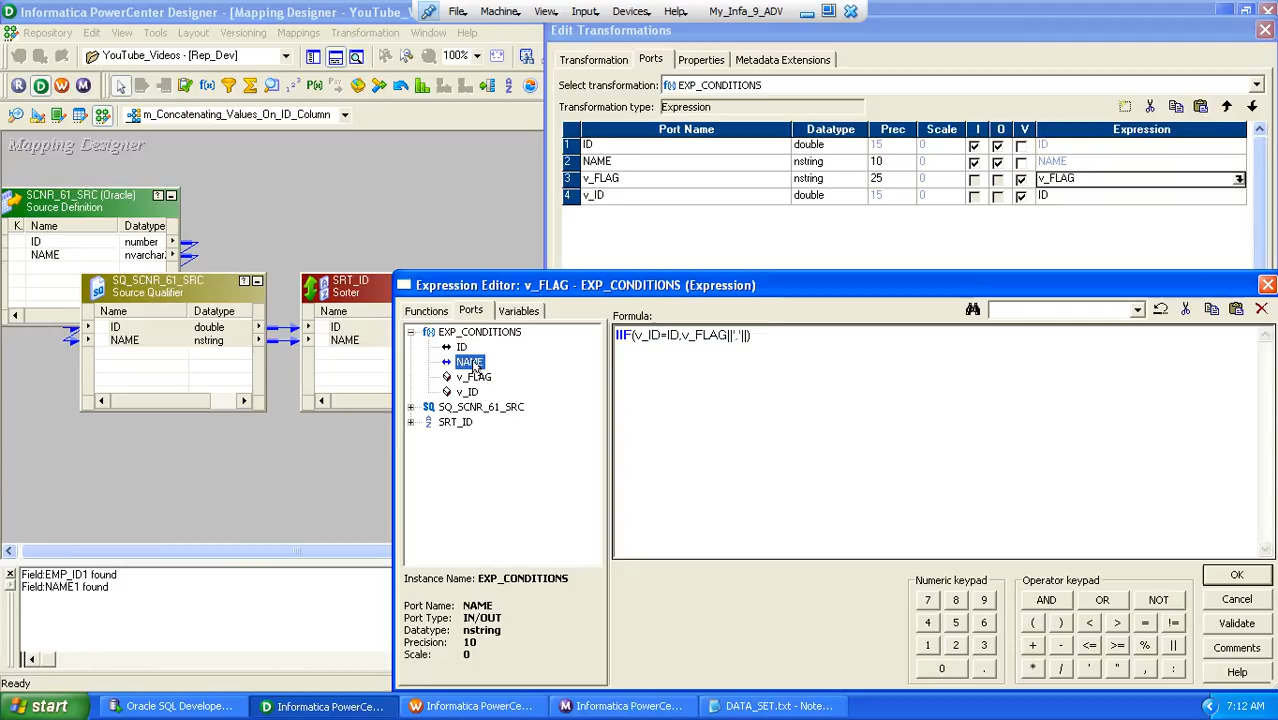 Informatica PowerCenter Designer - [Mapping Designer - YouTube_V
File, Machine, View, Input, Devices, Help, My_Infa_9_ADV
Repository Edit View Tools Layout Versioning Mappings Transformation Window Help
YouTube_Videos - [Rep_Dev] 100%
m_Concatenating_Values_On_ID_Column
Mapping Designer
SCNR_61_SRC (Oracle)
Source Definition
K. Name Datatype
ID number
NAME nvarchar.
SQ_SCNR_61_SRC
Source Qualifier
Name Datatype
ID double
NAME nstring
SRT_ID
Sorter
Name
ID
NAME
Field:EMP_ID1 found
Field:NAME1 found
Ready
Edit Transformations
Transformation Ports Properties Metadata Extensions
Select transformation: f(x) EXP_CONDITIONS
Transformation type: Expression
Port Name Datatype Prec Scale I O V Expression
1 ID double 15 0 ID
2 NAME nstring 10 0 NAME
3 v_FLAG nstring 25 0 v_FLAG
4 v_ID double 15 0 ID
Expression Editor: v_FLAG - EXP_CONDITIONS (Expression)
Functions Ports Variables
Formula:
EXP_CONDITIONS
ID
NAME
v_FLAG
v_ID
SQ_SCNR_61_SRC
SRT_ID
IIF(v_ID=ID,v_FLAG||','||)
Instance Name: EXP_CONDITIONS
Port Name: NAME
Port Type: IN/OUT
Datatype: nstring
Precision: 10
Scale: 0
Numeric keypad
7 8 9
4 5 6
1 2 3
0 .
Operator keypad
AND OR NOT
( ) < > = !=
+ - <= >= % ||
* / ' " , :
OK
Cancel
Validate
Comments
Help
start Oracle SQL Develope... Informatica PowerCe... Informatica PowerCe... Informatica PowerCe... DATA_SET.txt - Note... 7:12 AM